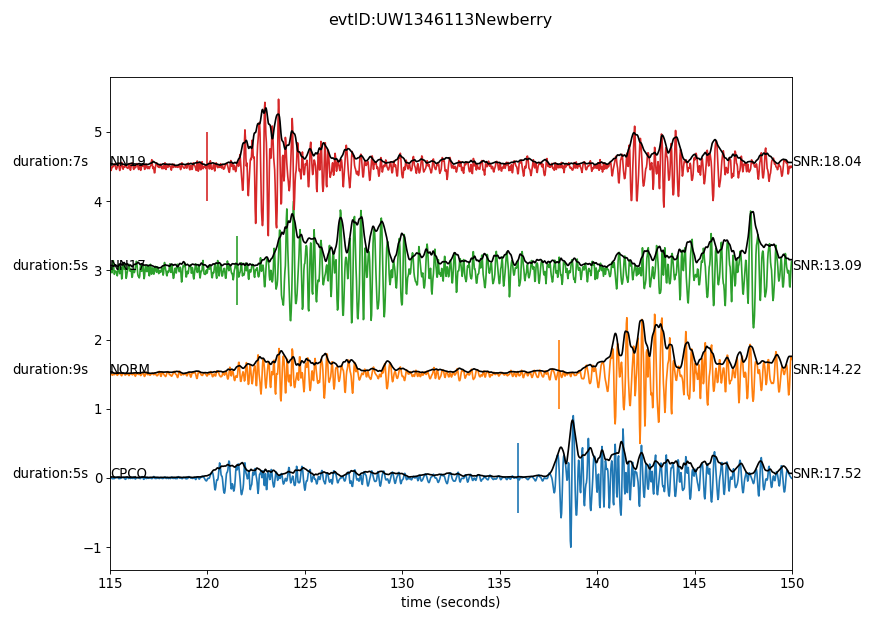 evtID:UW1346113Newberry
5
duration:7s NN19 SNR:18.04
4
duration:5s 3 NN17 SNR:13.09
2
duration:9s NORM SNR:14.22
1
duration:5s 0 CPCO SNR:17.52
−1
115 120 125 130 135 140 145 150
time (seconds)